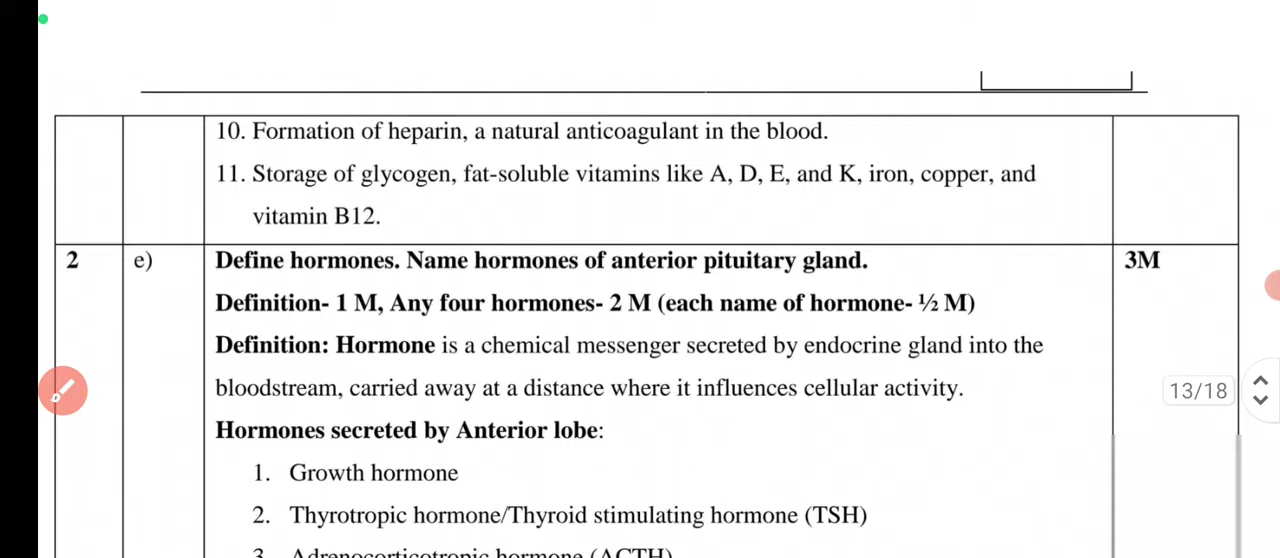 10. Formation of heparin, a natural anticoagulant in the blood.
11. Storage of glycogen, fat-soluble vitamins like A, D, E, and K, iron, copper, and
vitamin B12.
2 e) Define hormones. Name hormones of anterior pituitary gland. 3M
Definition- 1 M, Any four hormones- 2 M (each name of hormone- ½ M)
Definition: Hormone is a chemical messenger secreted by endocrine gland into the
bloodstream, carried away at a distance where it influences cellular activity.
13/18
Hormones secreted by Anterior lobe:
1. Growth hormone
2. Thyrotropic hormone/Thyroid stimulating hormone (TSH)
3. Adrenocorticotropic hormone (ACTH)